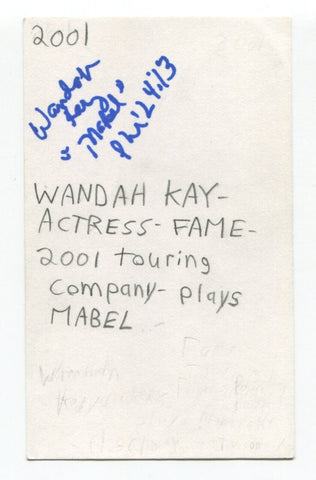 2001
Wandah
Kay
"Mabel"
Phil 4:13
WANDAH KAY-
ACTRESS- FAME-
2001 touring
company- plays
MABEL